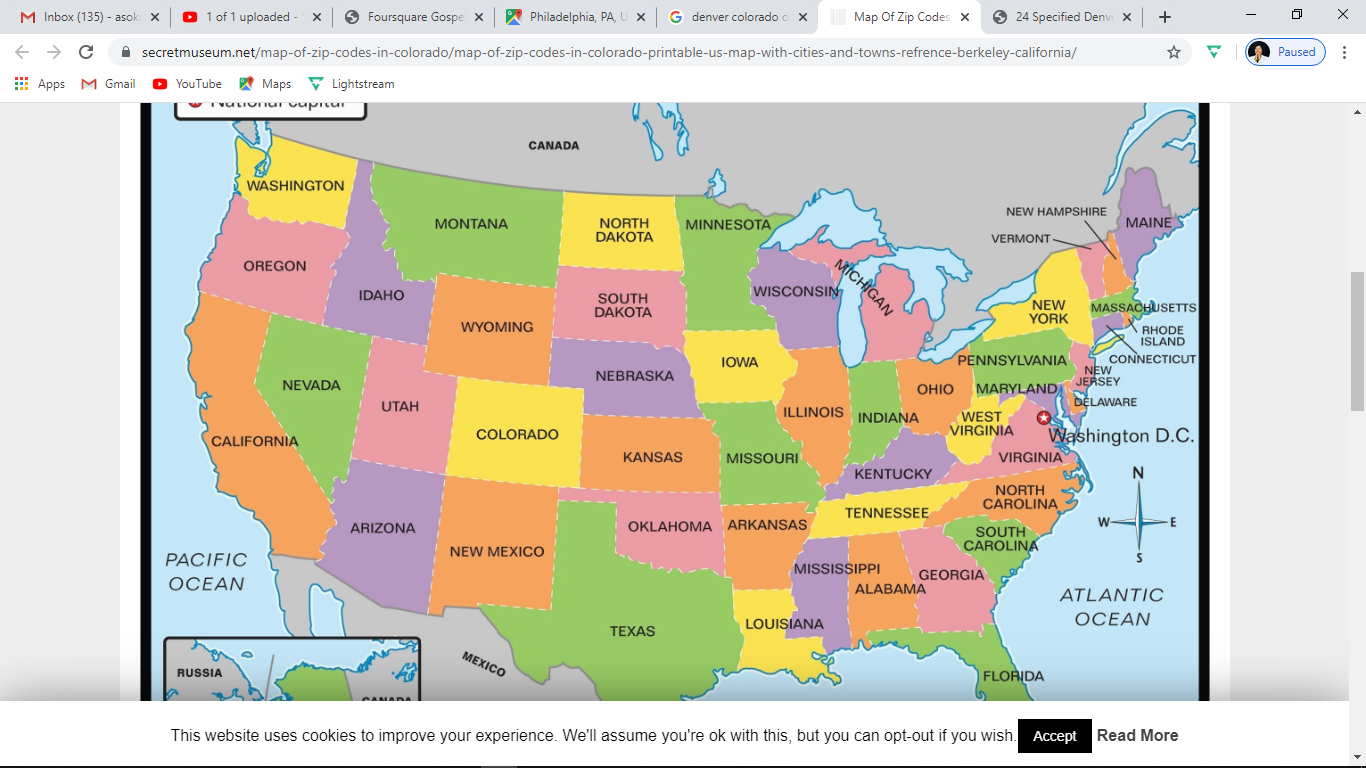 Inbox (135) - asok
1 of 1 uploaded -
Foursquare Gospe
Philadelphia, PA, U
denver colorado o
Map Of Zip Codes
24 Specified Denv
secretmuseum.net/map-of-zip-codes-in-colorado/map-of-zip-codes-in-colorado-printable-us-map-with-cities-and-towns-refrence-berkeley-california/
Paused
Apps
Gmail
YouTube
Maps
Lightstream
National capital
CANADA
WASHINGTON
MONTANA
NORTH
DAKOTA
MINNESOTA
NEW HAMPSHIRE
MAINE
VERMONT
OREGON
IDAHO
WYOMING
SOUTH
DAKOTA
WISCONSIN
MICHIGAN
NEW
YORK
MASSACHUSETTS
RHODE
ISLAND
CONNECTICUT
NEVADA
UTAH
NEBRASKA
IOWA
PENNSYLVANIA
NEW
JERSEY
OHIO
MARYLAND
DELAWARE
ILLINOIS
INDIANA
WEST
VIRGINIA
Washington D.C.
CALIFORNIA
COLORADO
KANSAS
MISSOURI
KENTUCKY
VIRGINIA
N
W
E
S
NORTH
CAROLINA
ARIZONA
NEW MEXICO
OKLAHOMA
ARKANSAS
TENNESSEE
SOUTH
CAROLINA
PACIFIC
OCEAN
MISSISSIPPI
ALABAMA
GEORGIA
ATLANTIC
OCEAN
TEXAS
LOUISIANA
MEXICO
FLORIDA
RUSSIA
CANADA
This website uses cookies to improve your experience. We'll assume you're ok with this, but you can opt-out if you wish.
Accept
Read More